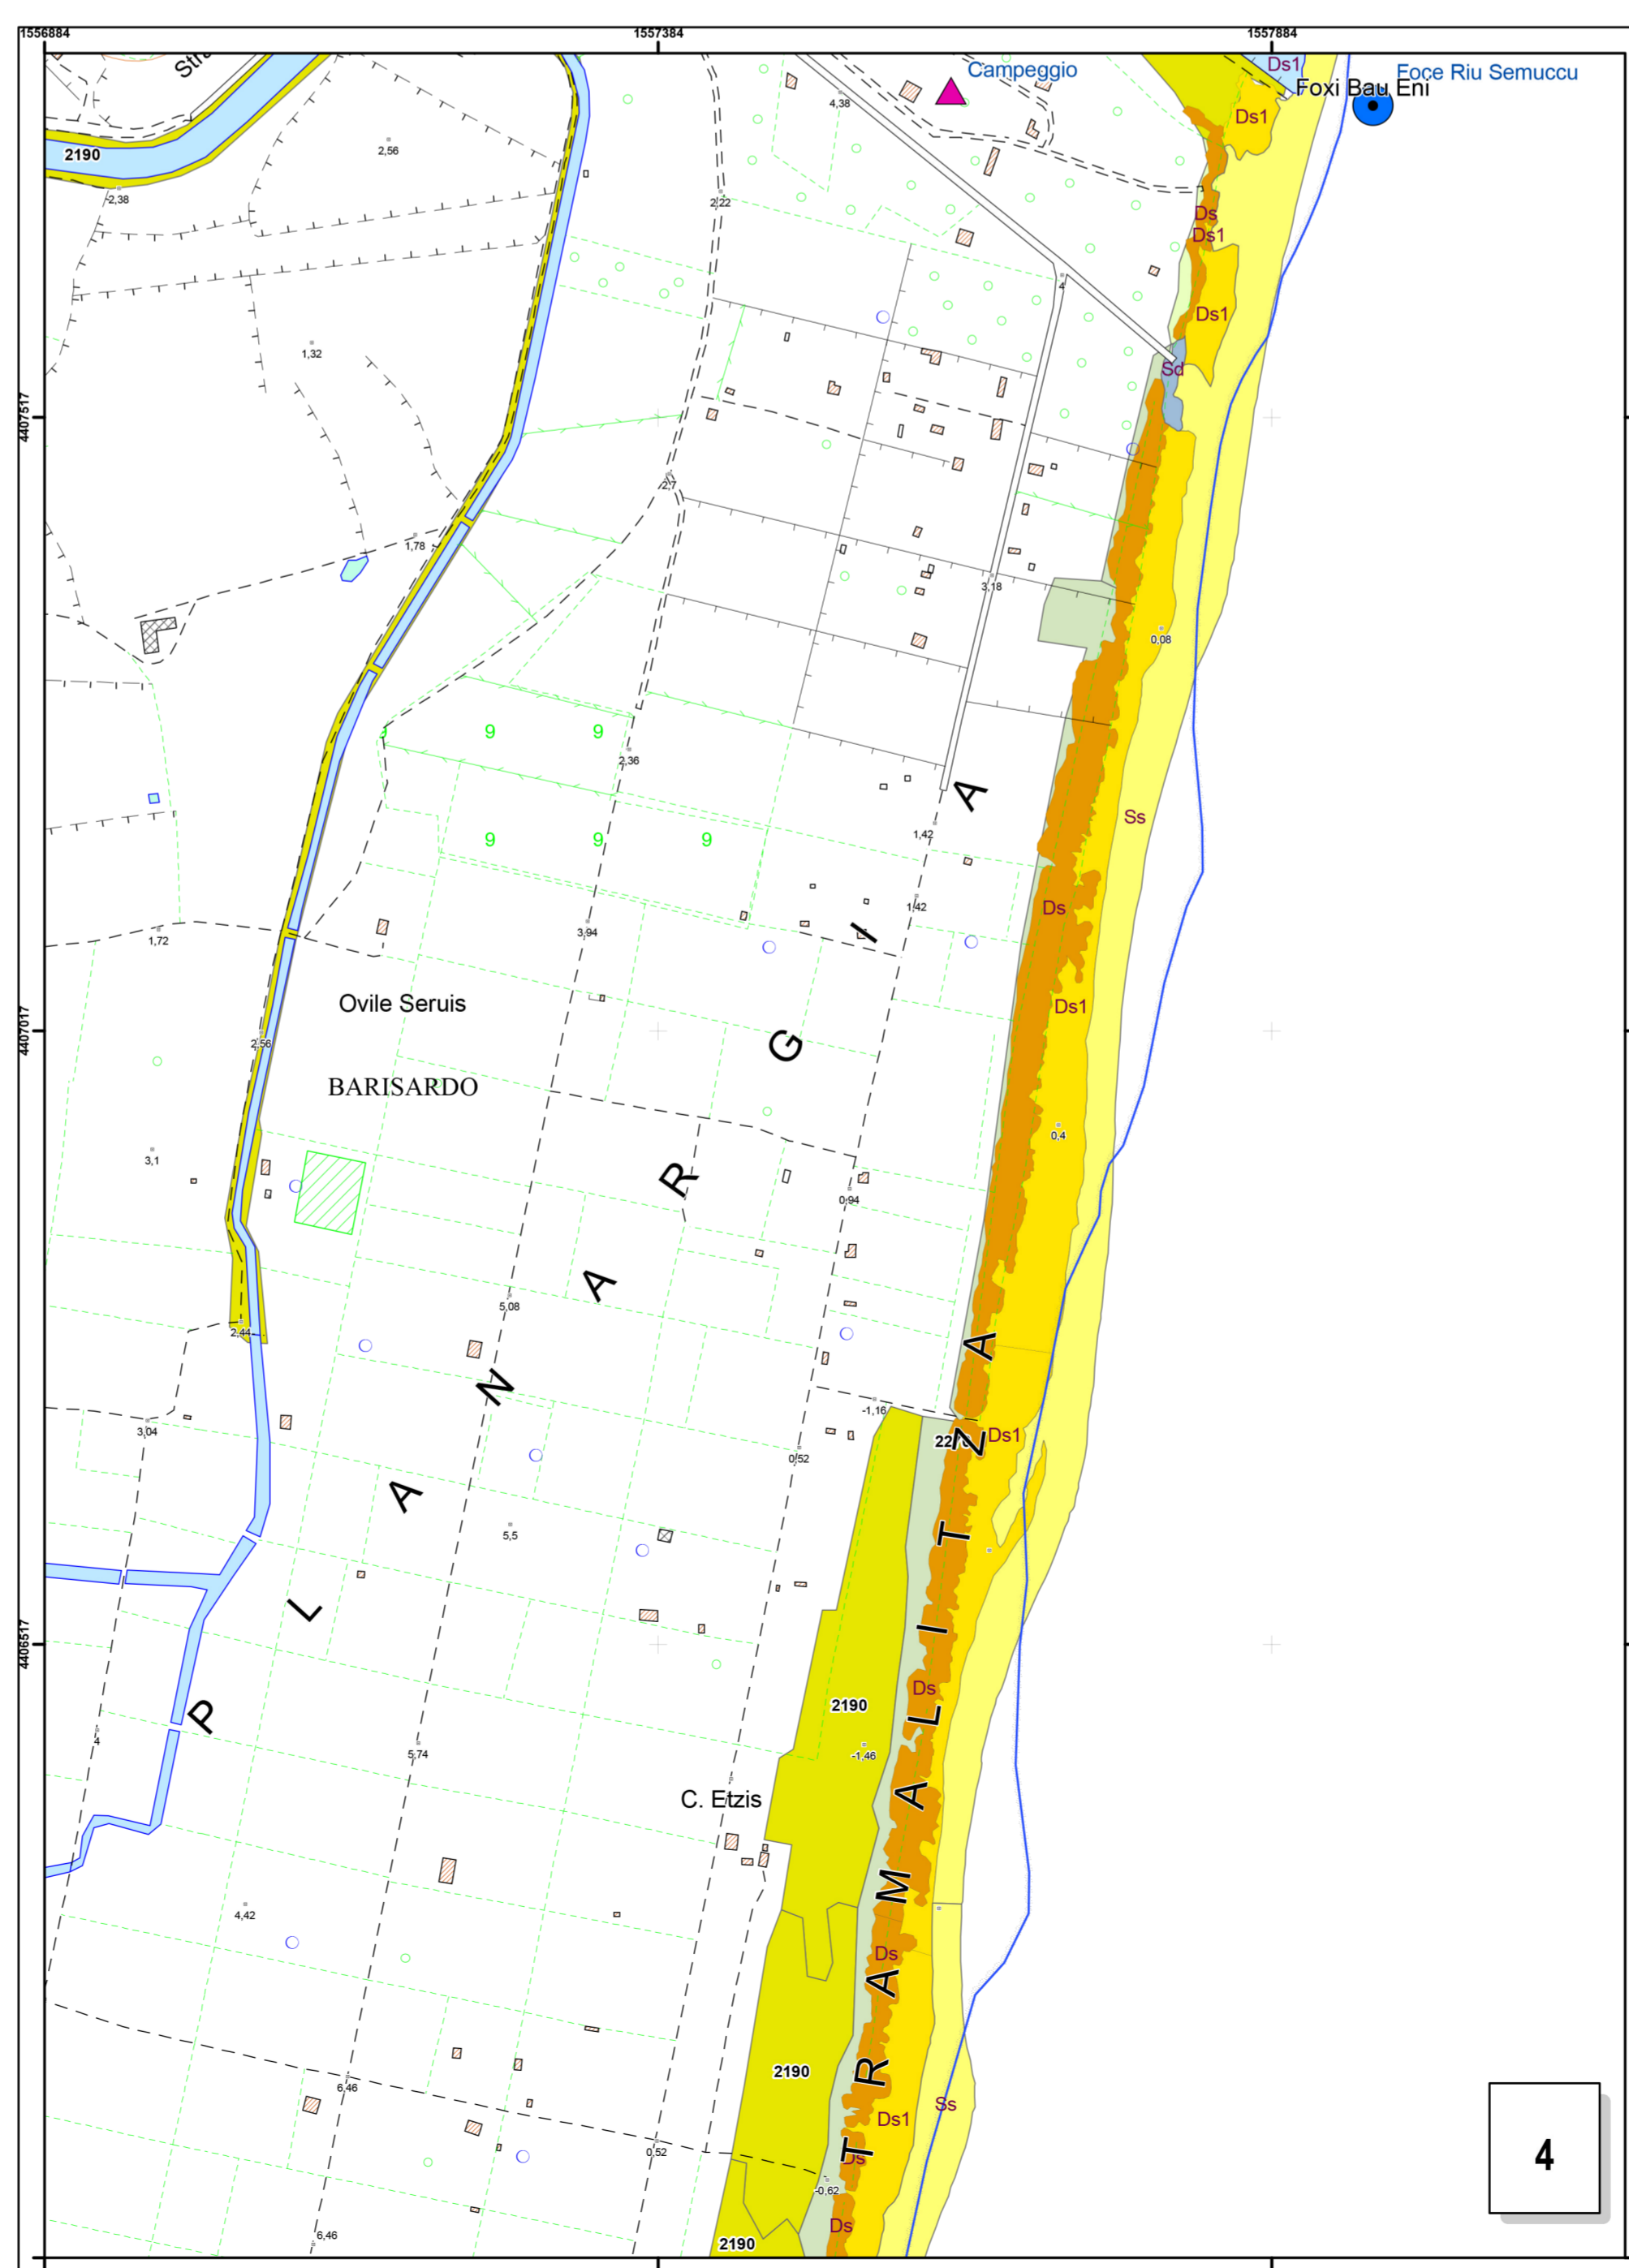 1556884
1557384
1557884
4407517
4407017
4406517
Campeggio
Ds1
Foce Riu Semuccu
Foxi Bau Eni
4,38
Ds1
2190
2,56
-2,38
2,22
Ds
Ds1
4
Ds1
1,32
Sd
2,7
1,78
3,18
0,08
9
9
9
2,36
9
9
9
1,42
Ss
1,42
Ds
1,72
3,94
Ovile Seruis
Ds1
2,56
BARISARDO
0,4
3,1
0,94
5,08
2,44
-1,16
3,04
Ds1
0,52
5,5
PLANARGIA
TRAMALITZA
Ds
2190
-1,46
4
5,74
C. Etzis
4,42
Ds
2190
6,46
Ds1
Ss
0,52
Ds
-0,62
Ds
6,46
2190
4